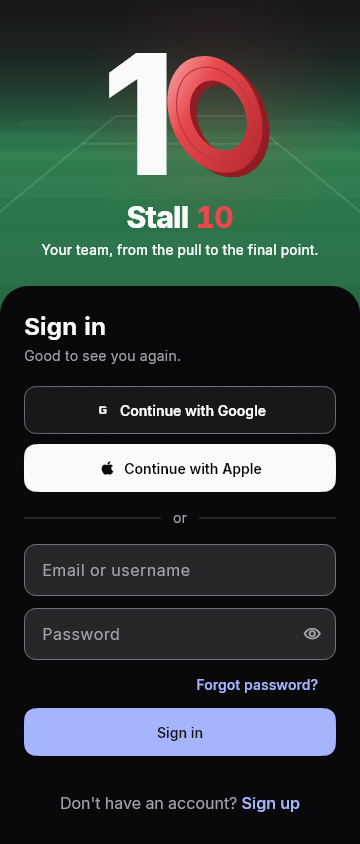 10
Stall 10
Your team, from the pull to the final point.
Sign in
Good to see you again.
G Continue with Google
Continue with Apple
or
Email or username
Password
Forgot password?
Sign in
Don't have an account? Sign up